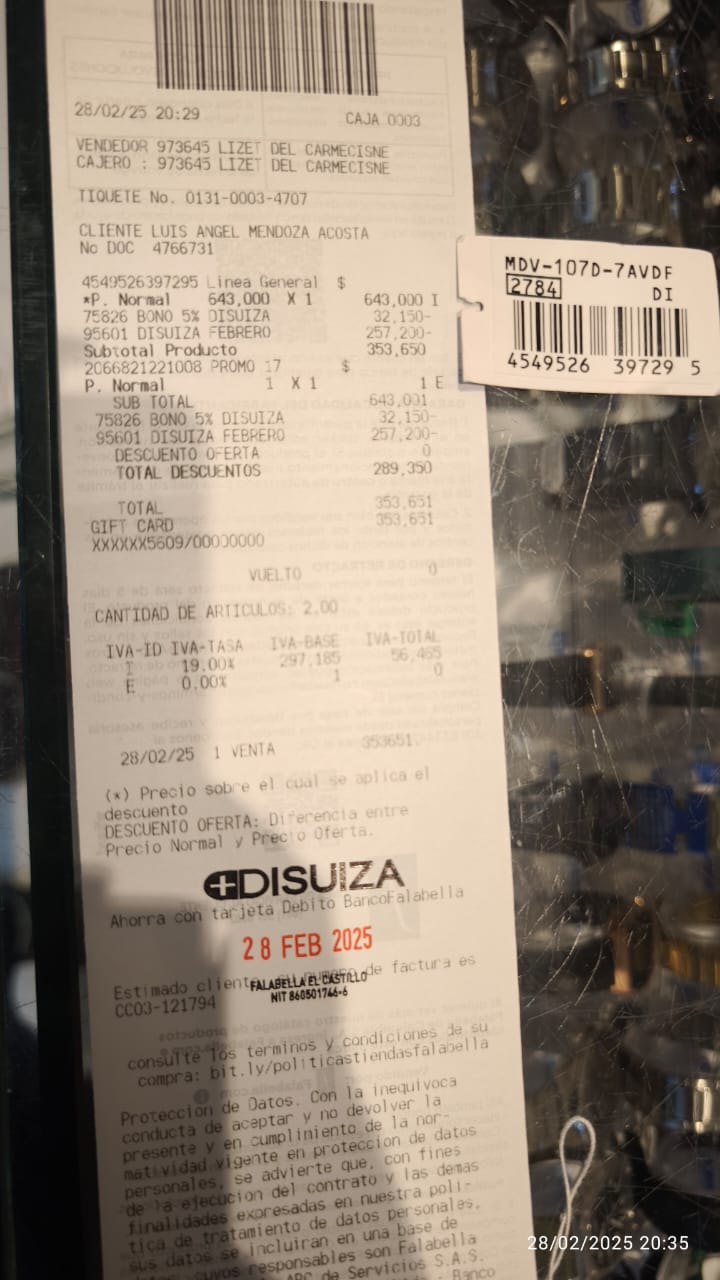 28/02/25 20:29 CAJA 0003
VENDEDOR 973645 LIZET DEL CARMECISNE
CAJERO : 973645 LIZET DEL CARMECISNE
TIQUETE No. 0131-0003-4707
CLIENTE LUIS ANGEL MENDOZA ACOSTA
No DOC 4766731
4549526397295 Linea General $
*P. Normal 643,000 X 1 643,000 I
75826 BONO 5% DISUIZA 32,150-
95601 DISUIZA FEBRERO 257,200-
Subtotal Producto 353,650
2066821221008 PROMO 17 $
P. Normal 1 X 1 1 E
SUB TOTAL 643,001
75826 BONO 5% DISUIZA 32,150-
95601 DISUIZA FEBRERO 257,200-
DESCUENTO OFERTA 0
TOTAL DESCUENTOS 289,350
TOTAL 353,651
GIFT CARD 353,651
XXXXXX5609/00000000
VUELTO 0
CANTIDAD DE ARTICULOS: 2.00
IVA-ID IVA-TASA IVA-BASE IVA-TOTAL
I 19.00% 297,185 56,465
E 0.00% 1 0
28/02/25 1 VENTA 353651
(*) Precio sobre el cual se aplica el
descuento
DESCUENTO OFERTA: Diferencia entre
Precio Normal y Precio Oferta.
DISUIZA
Ahorra con tarjeta Debito BancoFalabella
28 FEB 2025
Estimado cliente, su numero de factura es
FALABELLA EL CASTILLO
NIT 860501746-6
CC03-121794
consulte los terminos y condiciones de su
compra: bit.ly/politicastiendasfalabella
Proteccion de Datos. Con la inequivoca
conducta de aceptar y no devolver la
presente y en cumplimiento de la nor-
matividad vigente en proteccion de datos
personales, se advierte que, con fines
de la ejecucion del contrato y las demas
finalidades expresadas en nuestra poli-
tica de tratamiento de datos personales,
sus datos se incluiran en una base de
cuyos responsables son Falabella
de Servicios S.A.S.
Banco
MDV-107D-7AVDF
2784 DI
4549526 39729 5
28/02/2025 20:35